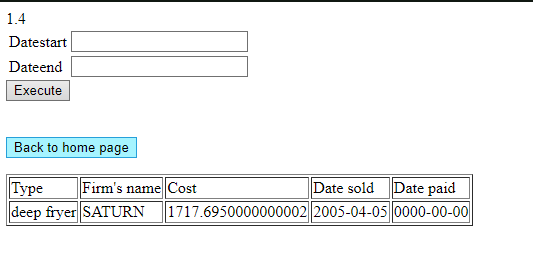 1.4
Datestart
Dateend
Execute
Back to home page
Type Firm's name Cost Date sold Date paid
deep fryer SATURN 1717.6950000000002 2005-04-05 0000-00-00